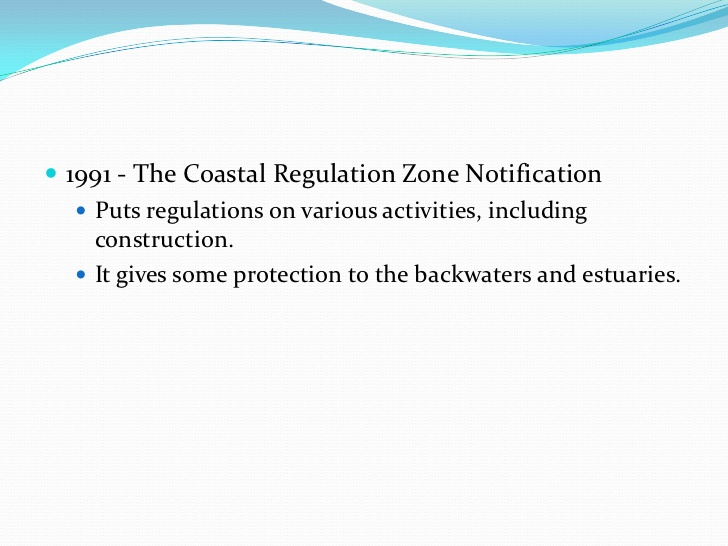 • 1991 - The Coastal Regulation Zone Notification
• Puts regulations on various activities, including
construction.
• It gives some protection to the backwaters and estuaries.